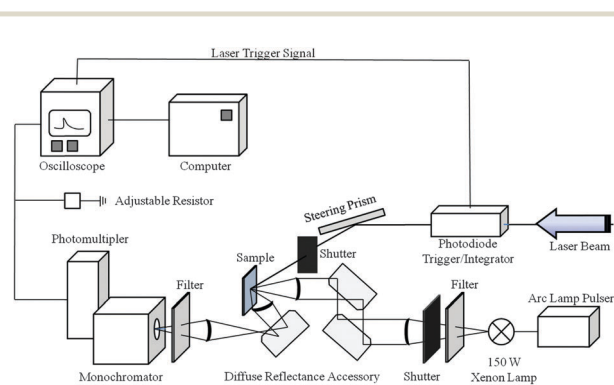 Laser Trigger Signal
Oscilloscope
Computer
Adjustable Resistor
Steering Prism
Photomultipler
Sample
Shutter
Photodiode
Trigger/Integrator
Laser Beam
Filter
Filter
Arc Lamp Pulser
Monochromator
Diffuse Reflectance Accessory
Shutter
150 W
Xenon Lamp